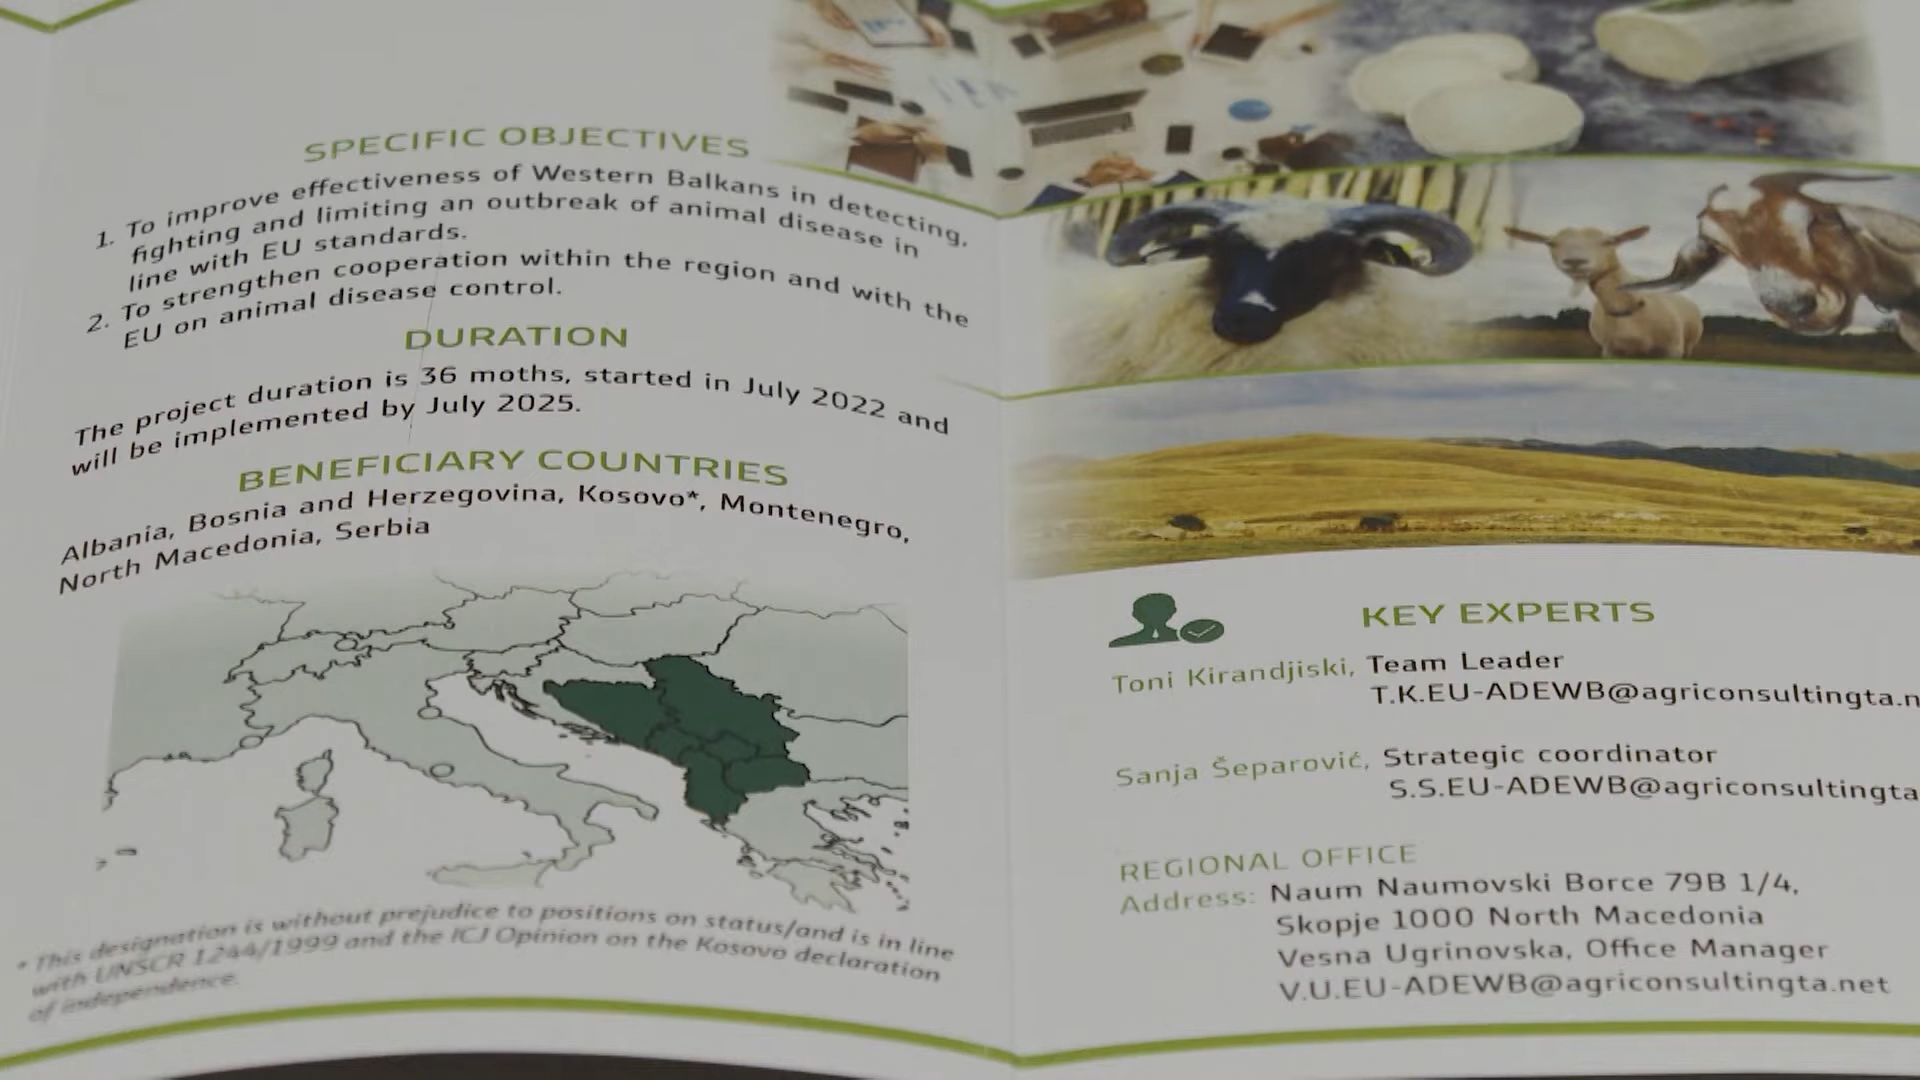 SPECIFIC OBJECTIVES
1. To improve effectiveness of Western Balkans in detecting,
fighting and limiting an outbreak of animal disease in
line with EU standards.
2. To strengthen cooperation within the region and with the
EU on animal disease control.
DURATION
The project duration is 36 moths, started in July 2022 and
will be implemented by July 2025.
BENEFICIARY COUNTRIES
Albania, Bosnia and Herzegovina, Kosovo*, Montenegro,
North Macedonia, Serbia
* This designation is without prejudice to positions on status/and is in line
with UNSCR 1244/1999 and the ICJ Opinion on the Kosovo declaration
of independence.
KEY EXPERTS
Toni Kirandjiski, Team Leader
T.K.EU-ADEWB@agriconsultingta.n
Sanja Šeparović, Strategic coordinator
S.S.EU-ADEWB@agriconsultingta
REGIONAL OFFICE
Address: Naum Naumovski Borce 79B 1/4,
Skopje 1000 North Macedonia
Vesna Ugrinovska, Office Manager
V.U.EU-ADEWB@agriconsultingta.net